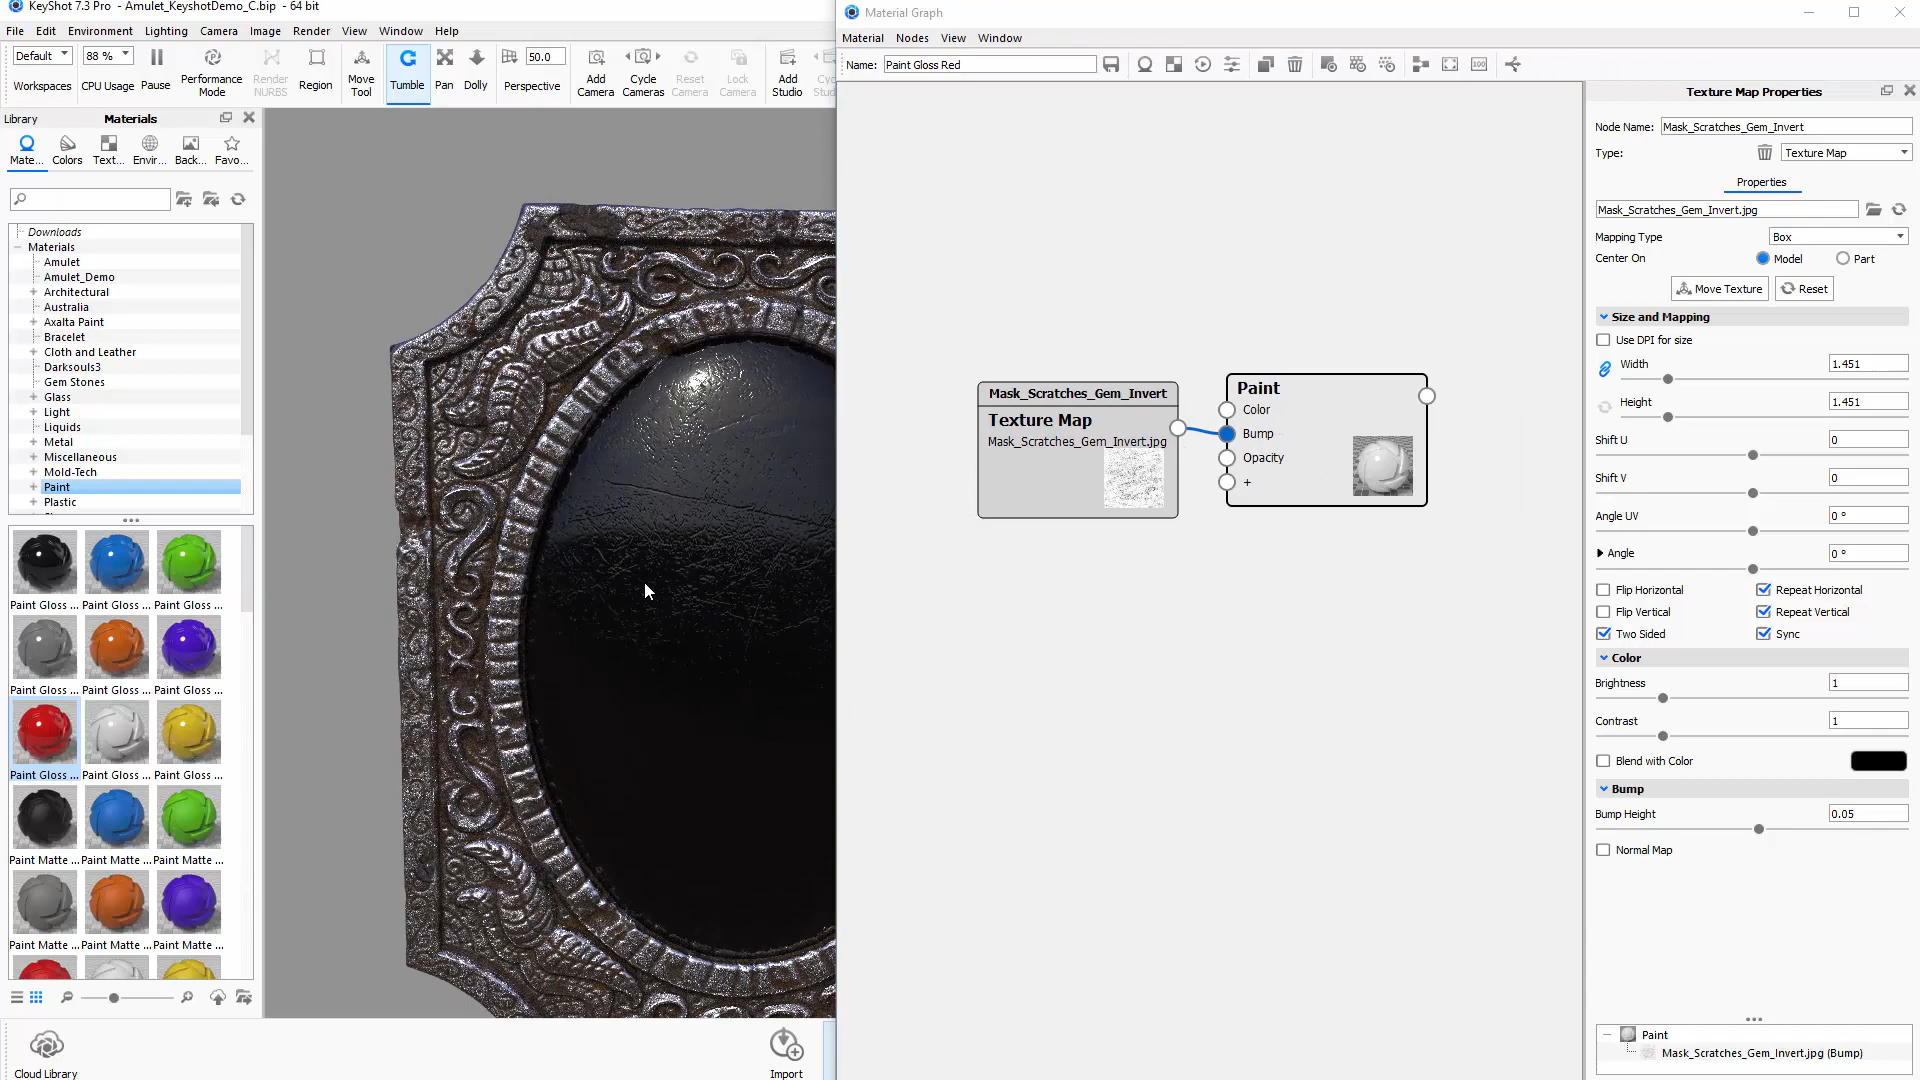 KeyShot 7.3 Pro - Amulet_KeyshotDemo_C.bip - 64 bit
File Edit Environment Lighting Camera Image Render View Window Help
Default 88 % 50.0
Workspaces CPU Usage Pause Performance Mode Render NURBS Region Move Tool Tumble Pan Dolly Perspective Add Camera Cycle Cameras Reset Camera Lock Camera Add Studio
Library Materials
Mate... Colors Text... Envir... Back... Favo...
Downloads
Materials
Amulet
Amulet_Demo
Architectural
Australia
Axalta Paint
Bracelet
Cloth and Leather
Darksouls3
Gem Stones
Glass
Light
Liquids
Metal
Miscellaneous
Mold-Tech
Paint
Plastic
Paint Gloss ... Paint Gloss ... Paint Gloss ...
Paint Gloss ... Paint Gloss ... Paint Gloss ...
Paint Gloss ... Paint Gloss ... Paint Gloss ...
Paint Matte ... Paint Matte ... Paint Matte ...
Paint Matte ... Paint Matte ... Paint Matte ...
Cloud Library Import
Material Graph
Material Nodes View Window
Name: Paint Gloss Red
Mask_Scratches_Gem_Invert
Texture Map
Mask_Scratches_Gem_Invert.jpg
Paint
Color
Bump
Opacity
+
Texture Map Properties
Node Name: Mask_Scratches_Gem_Invert
Type: Texture Map
Properties
Mask_Scratches_Gem_Invert.jpg
Mapping Type Box
Center On Model Part
Move Texture Reset
Size and Mapping
Use DPI for size
Width 1.451
Height 1.451
Shift U 0
Shift V 0
Angle UV 0 °
Angle 0 °
Flip Horizontal Repeat Horizontal
Flip Vertical Repeat Vertical
Two Sided Sync
Color
Brightness 1
Contrast 1
Blend with Color
Bump
Bump Height 0.05
Normal Map
Paint
Mask_Scratches_Gem_Invert.jpg (Bump)